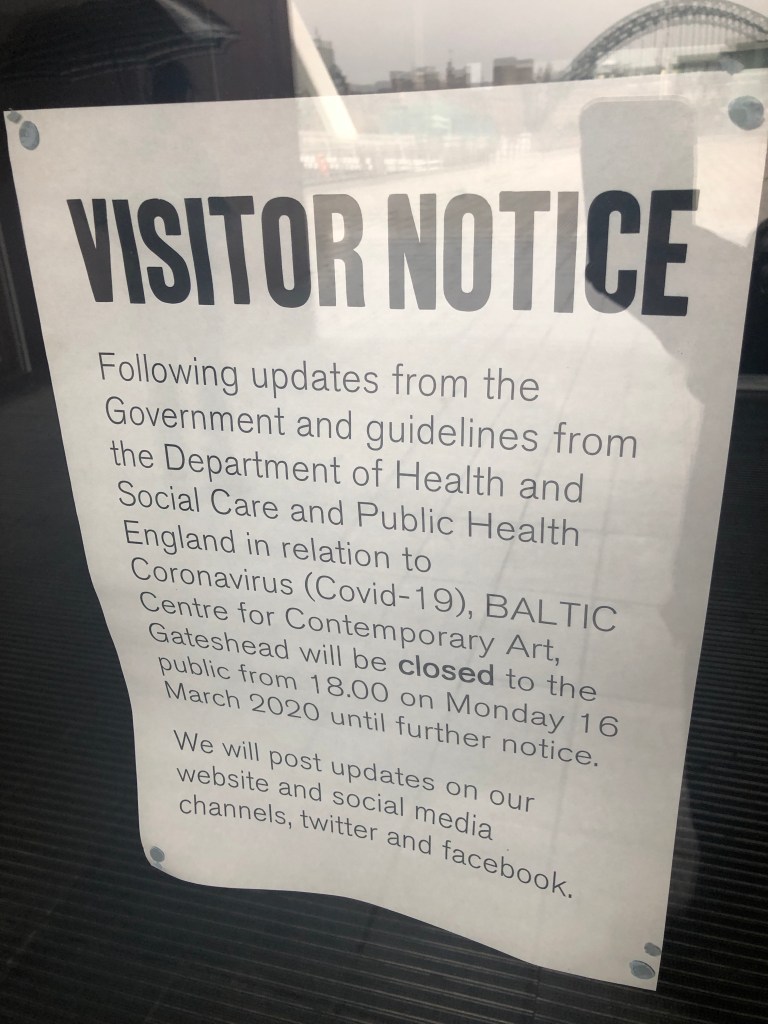 VISITOR NOTICE
Following updates from the
Government and guidelines from
the Department of Health and
Social Care and Public Health
England in relation to
Coronavirus (Covid-19), BALTIC
Centre for Contemporary Art,
Gateshead will be closed to the
public from 18.00 on Monday 16
March 2020 until further notice.
We will post updates on our
website and social media
channels, twitter and facebook.